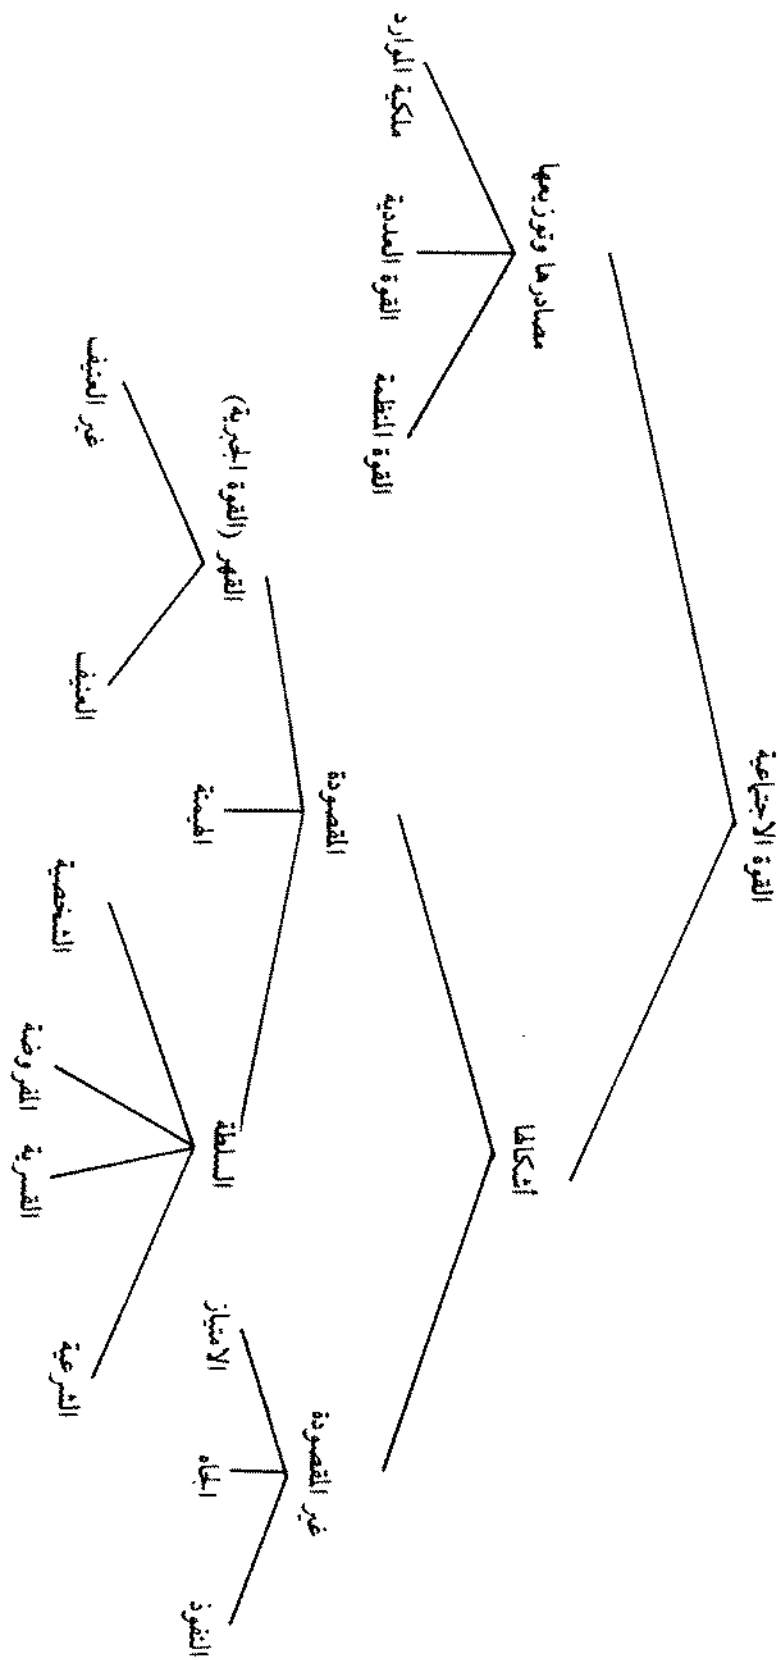 القوة الاجتماعية
أشكالها
مصادرها وتوزيعها
غير المقصودة
المقصودة
القوة المنظمة
القوة العددية
ملكية الموارد
النفوذ
الجاه
الامتياز
السلطة
الهيمنة
القهر (القوة الجبرية)
الشرعية
القسرية
المفروضة
الشخصية
العنيف
غير العنيف